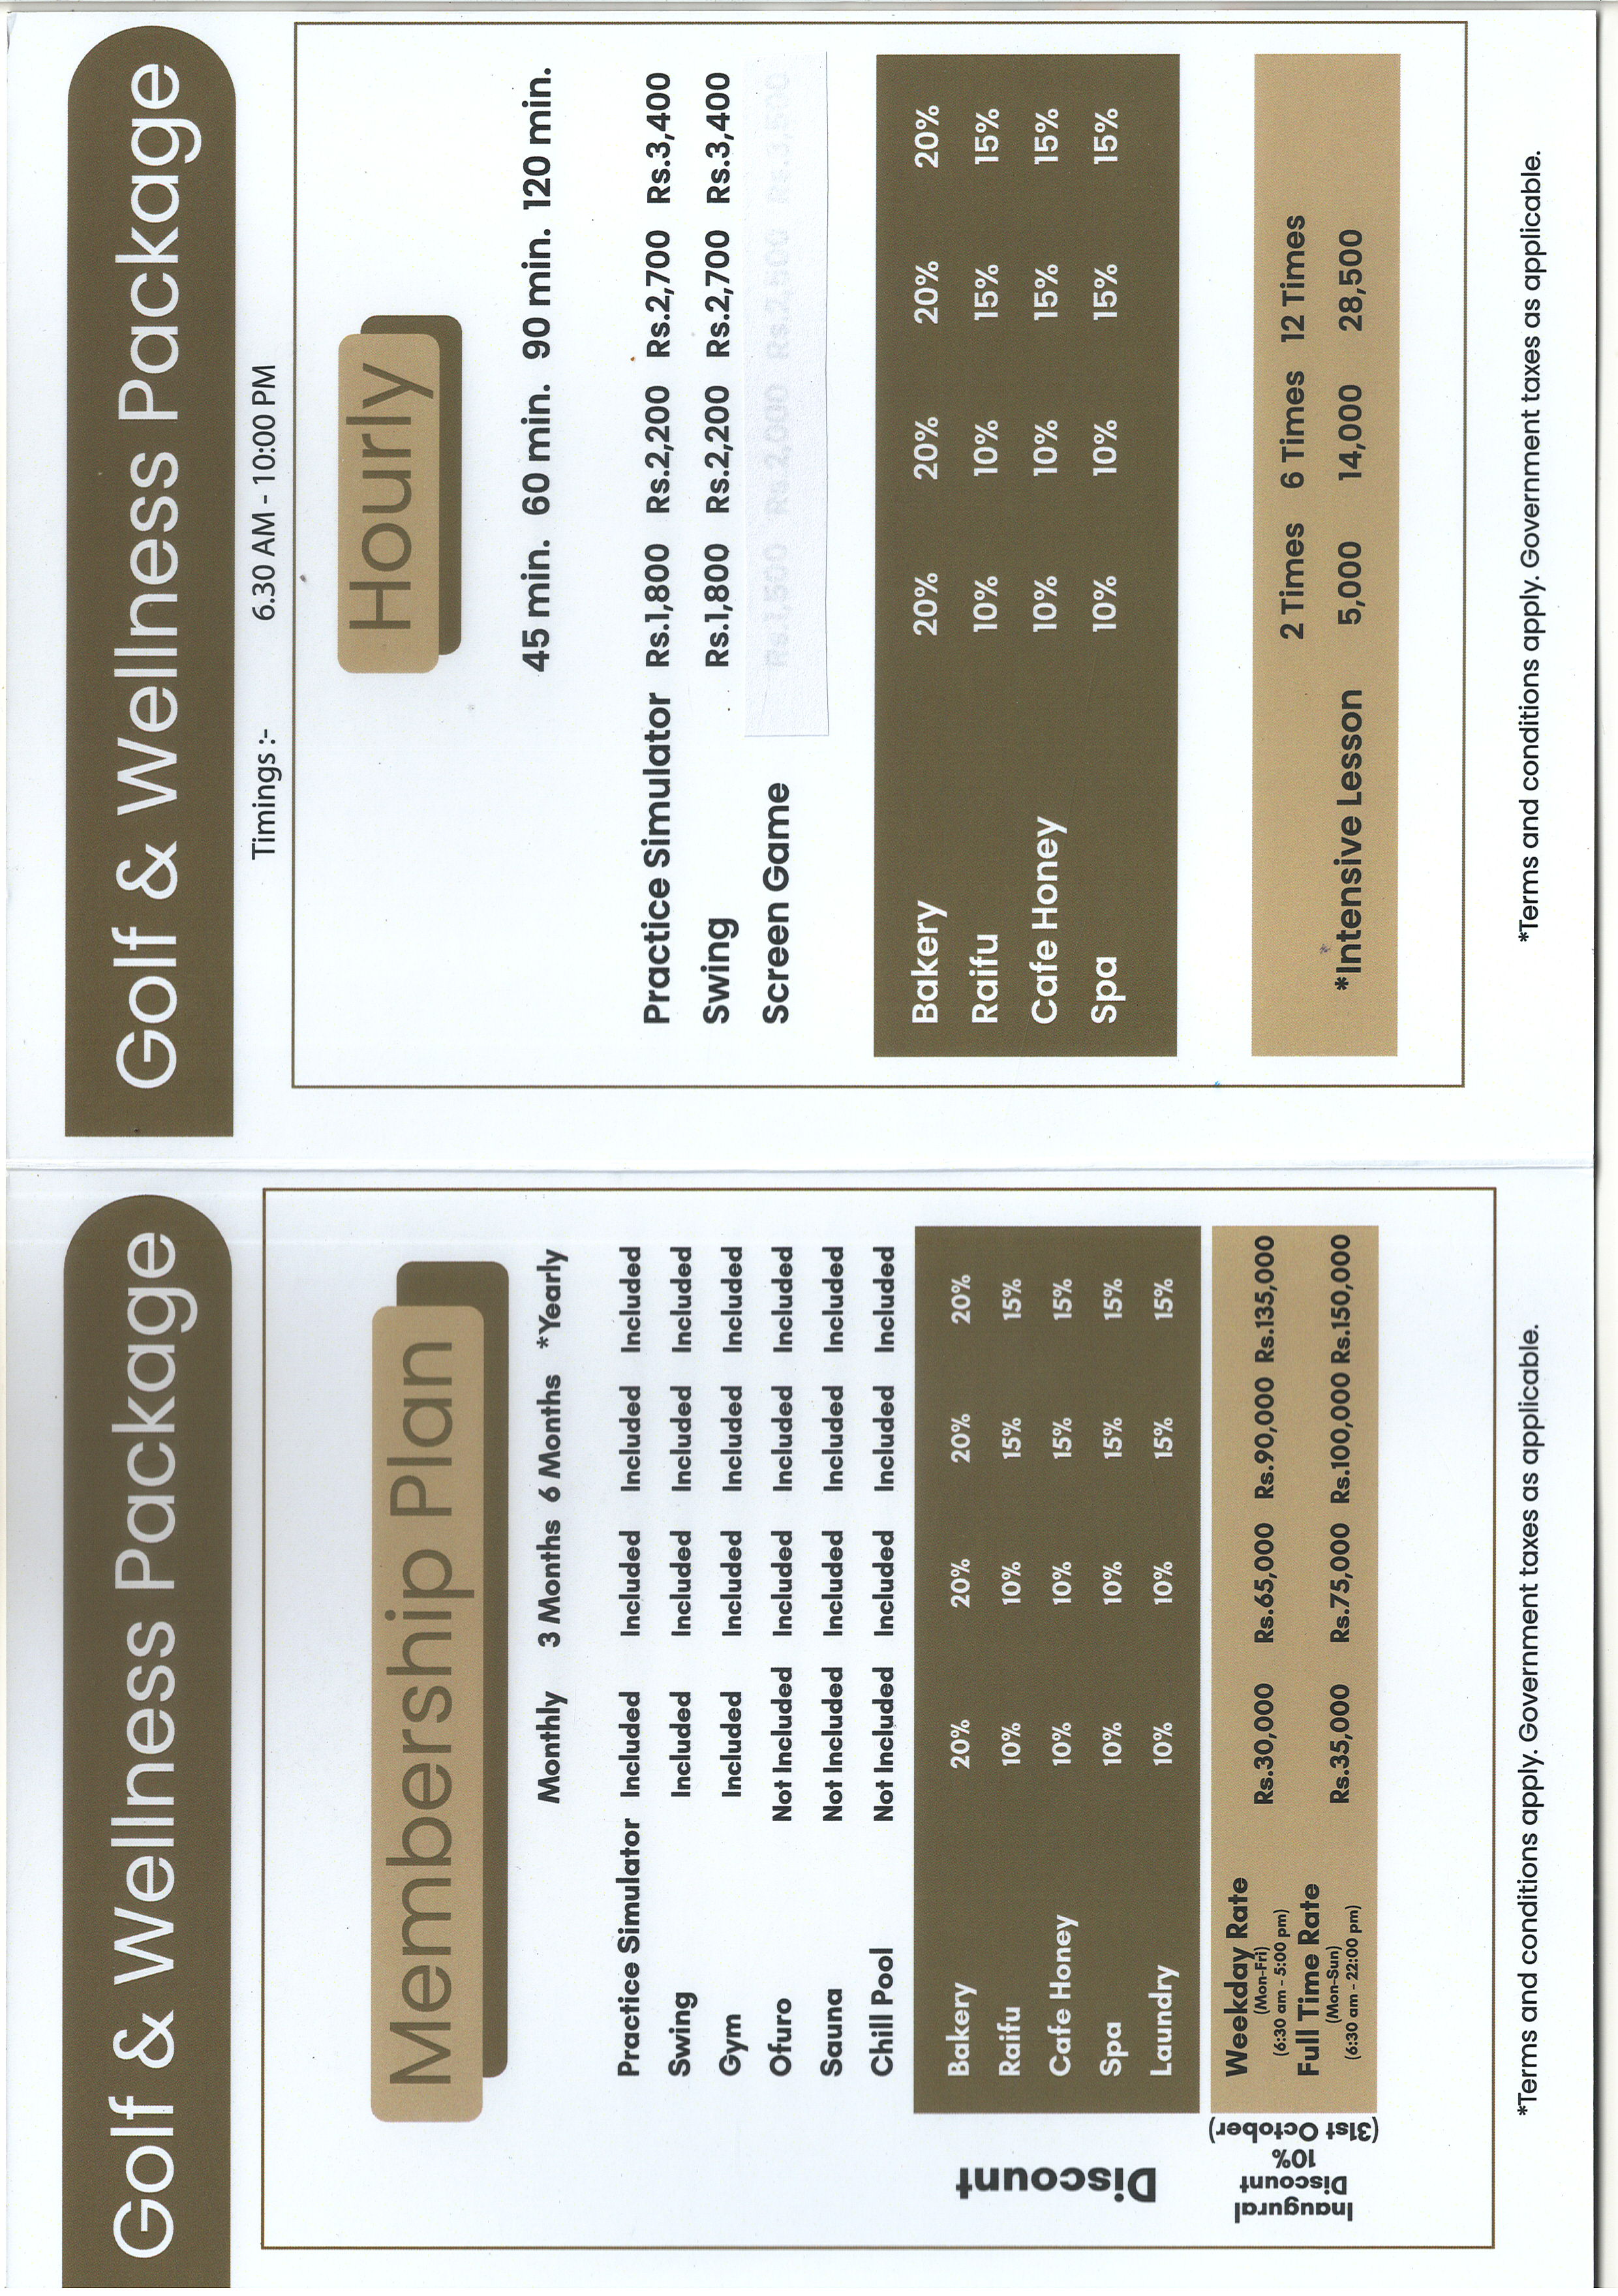 Golf & Wellness Package
Membership Plan
Monthly 3 Months 6 Months *Yearly
Practice Simulator Included Included Included Included
Swing Included Included Included Included
Gym Included Included Included Included
Ofuro Not Included Included Included Included
Sauna Not Included Included Included Included
Chill Pool Not Included Included Included Included
Discount
Bakery 20% 20% 20% 20%
Raifu 10% 10% 15% 15%
Cafe Honey 10% 10% 15% 15%
Spa 10% 10% 15% 15%
Laundry 10% 10% 15% 15%
Inaugural
Discount
10%
(31st October)
Weekday Rate
(Mon-Fri)
(6:30 am - 5:00 pm)
Rs.30,000 Rs.65,000 Rs.90,000 Rs.135,000
Full Time Rate
(Mon-Sun)
(6:30 am - 22:00 pm)
Rs.35,000 Rs.75,000 Rs.100,000 Rs.150,000
*Terms and conditions apply. Government taxes as applicable.
Golf & Wellness Package
Timings :- 6.30 AM - 10:00 PM
Hourly
45 min. 60 min. 90 min. 120 min.
Practice Simulator Rs.1,800 Rs.2,200 Rs.2,700 Rs.3,400
Swing Rs.1,800 Rs.2,200 Rs.2,700 Rs.3,400
Screen Game Rs.1,500 Rs.2,000 Rs.2,500 Rs.3,500
Bakery 20% 20% 20% 20%
Raifu 10% 10% 15% 15%
Cafe Honey 10% 10% 15% 15%
Spa 10% 10% 15% 15%
2 Times 6 Times 12 Times
*Intensive Lesson 5,000 14,000 28,500
*Terms and conditions apply. Government taxes as applicable.